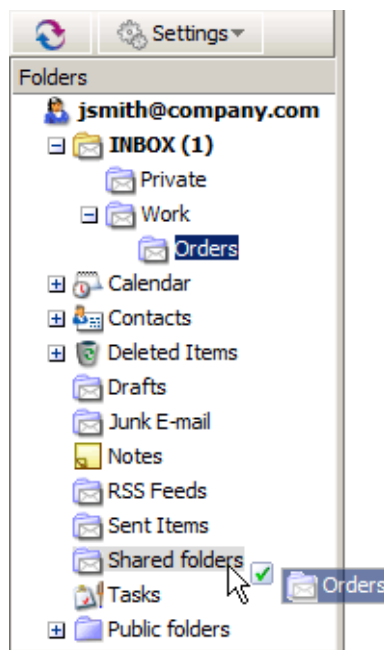 Settings
Folders
jsmith@company.com
INBOX (1)
Private
Work
Orders
Calendar
Contacts
Deleted Items
Drafts
Junk E-mail
Notes
RSS Feeds
Sent Items
Shared folders
Orders
Tasks
Public folders